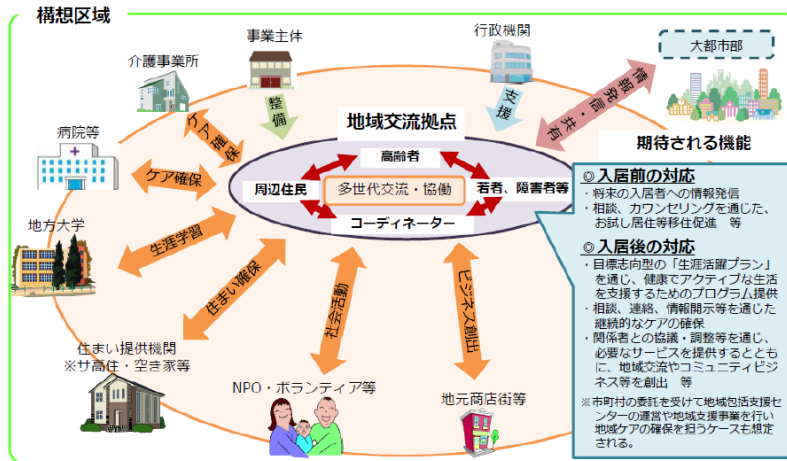 構想区域
事業主体
行政機関
大都市部
介護事業所
整備
支援
情報発信・共有
ケア確保
地域交流拠点
期待される機能
病院等
高齢者
ケア確保
周辺住民
多世代交流・協働
若者、障害者等
コーディネーター
地方大学
生涯学習
住まい確保
社会活動
ビジネス創出
住まい提供機関
※サ高住・空き家等
NPO・ボランティア等
地元商店街等
◎入居前の対応
・将来の入居者への情報発信
・相談、カウンセリングを通じた、
お試し居住等移住促進 等
◎入居後の対応
・目標志向型の「生涯活躍プラン」
を通じ、健康でアクティブな生活
を支援するためのプログラム提供
・相談、連絡、情報開示等を通じた
継続的なケアの確保
・関係者との協議・調整等を通じ、
必要なサービスを提供するととも
に、地域交流やコミュニティビジ
ネス等を創出 等
※市町村の委託を受けて地域包括支援セ
ンターの運営や地域支援事業を行い
地域ケアの確保を担うケースも想定
される。